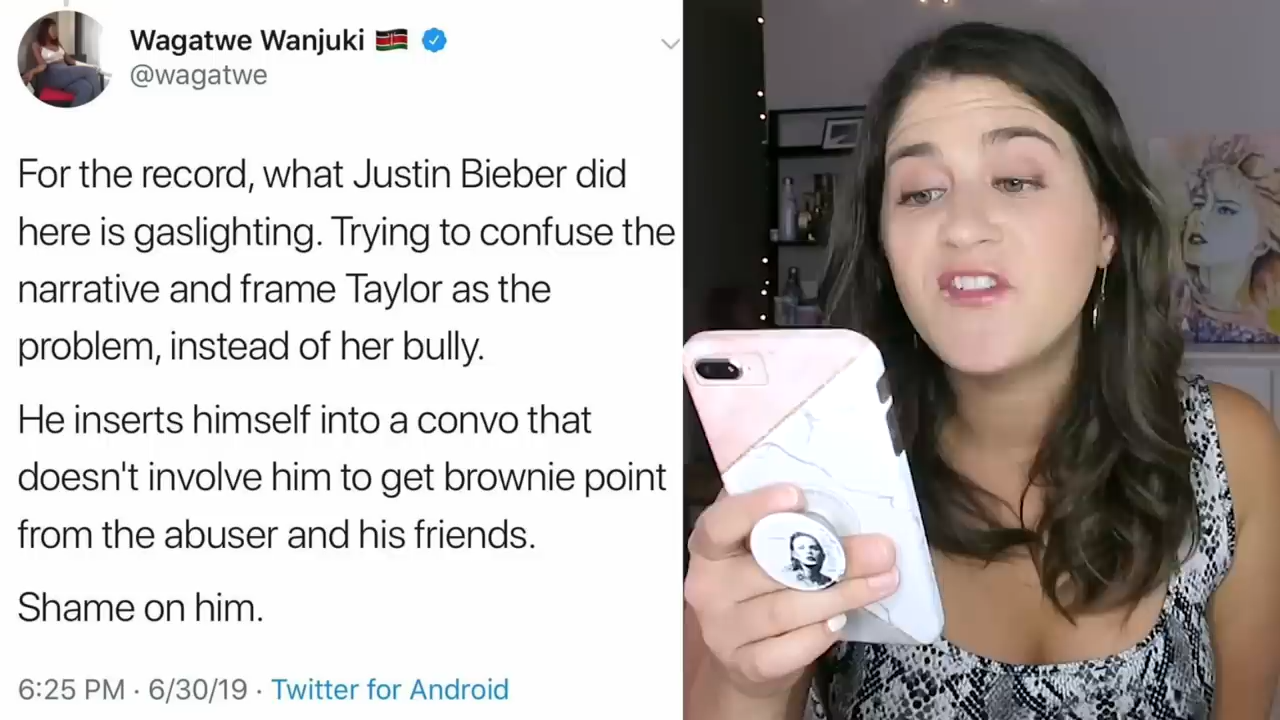 Wagatwe Wanjuki
@wagatwe
For the record, what Justin Bieber did
here is gaslighting. Trying to confuse the
narrative and frame Taylor as the
problem, instead of her bully.
He inserts himself into a convo that
doesn't involve him to get brownie point
from the abuser and his friends.
Shame on him.
6:25 PM · 6/30/19 · Twitter for Android